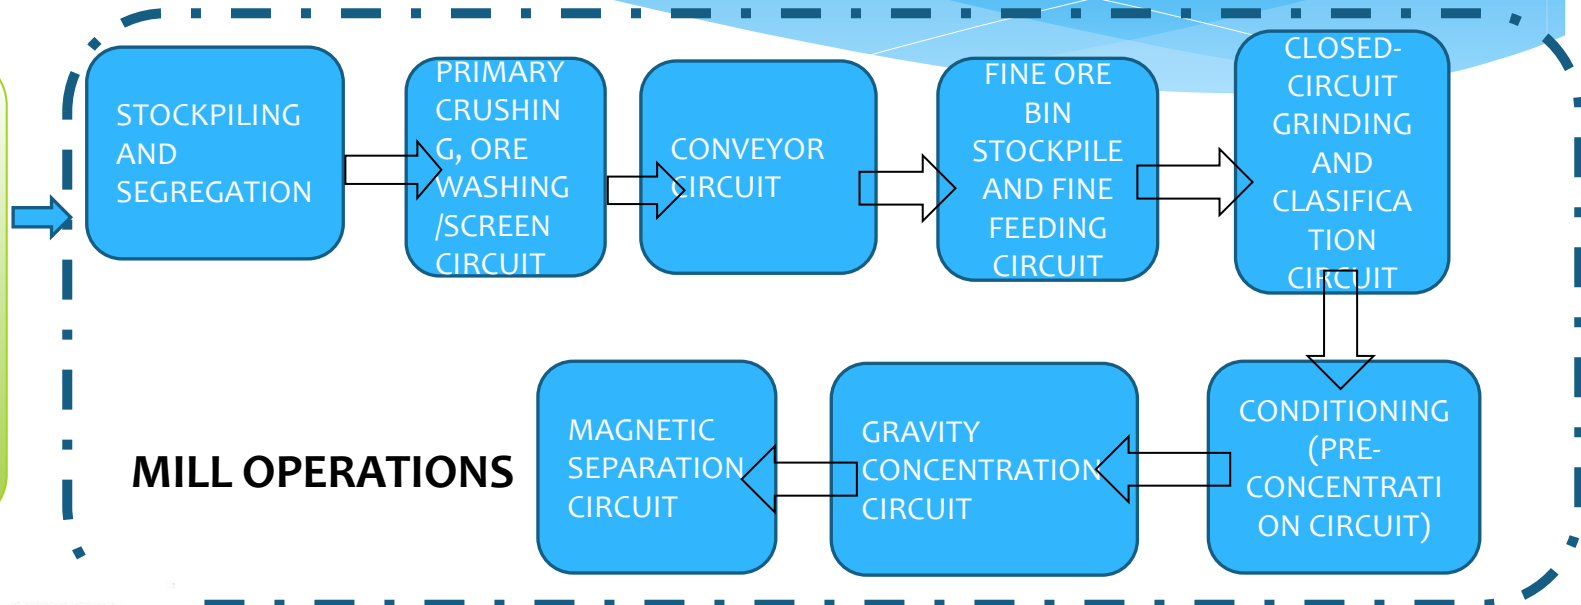 STOCKPILING
AND
SEGREGATION
PRIMARY
CRUSHIN
G, ORE
WASHING
/SCREEN
CIRCUIT
CONVEYOR
CIRCUIT
FINE ORE
BIN
STOCKPILE
AND FINE
FEEDING
CIRCUIT
CLOSED-
CIRCUIT
GRINDING
AND
CLASIFICA
TION
CIRCUIT
CONDITIONING
(PRE-
CONCENTRATI
ON CIRCUIT)
GRAVITY
CONCENTRATION
CIRCUIT
MAGNETIC
SEPARATION
CIRCUIT
MILL OPERATIONS